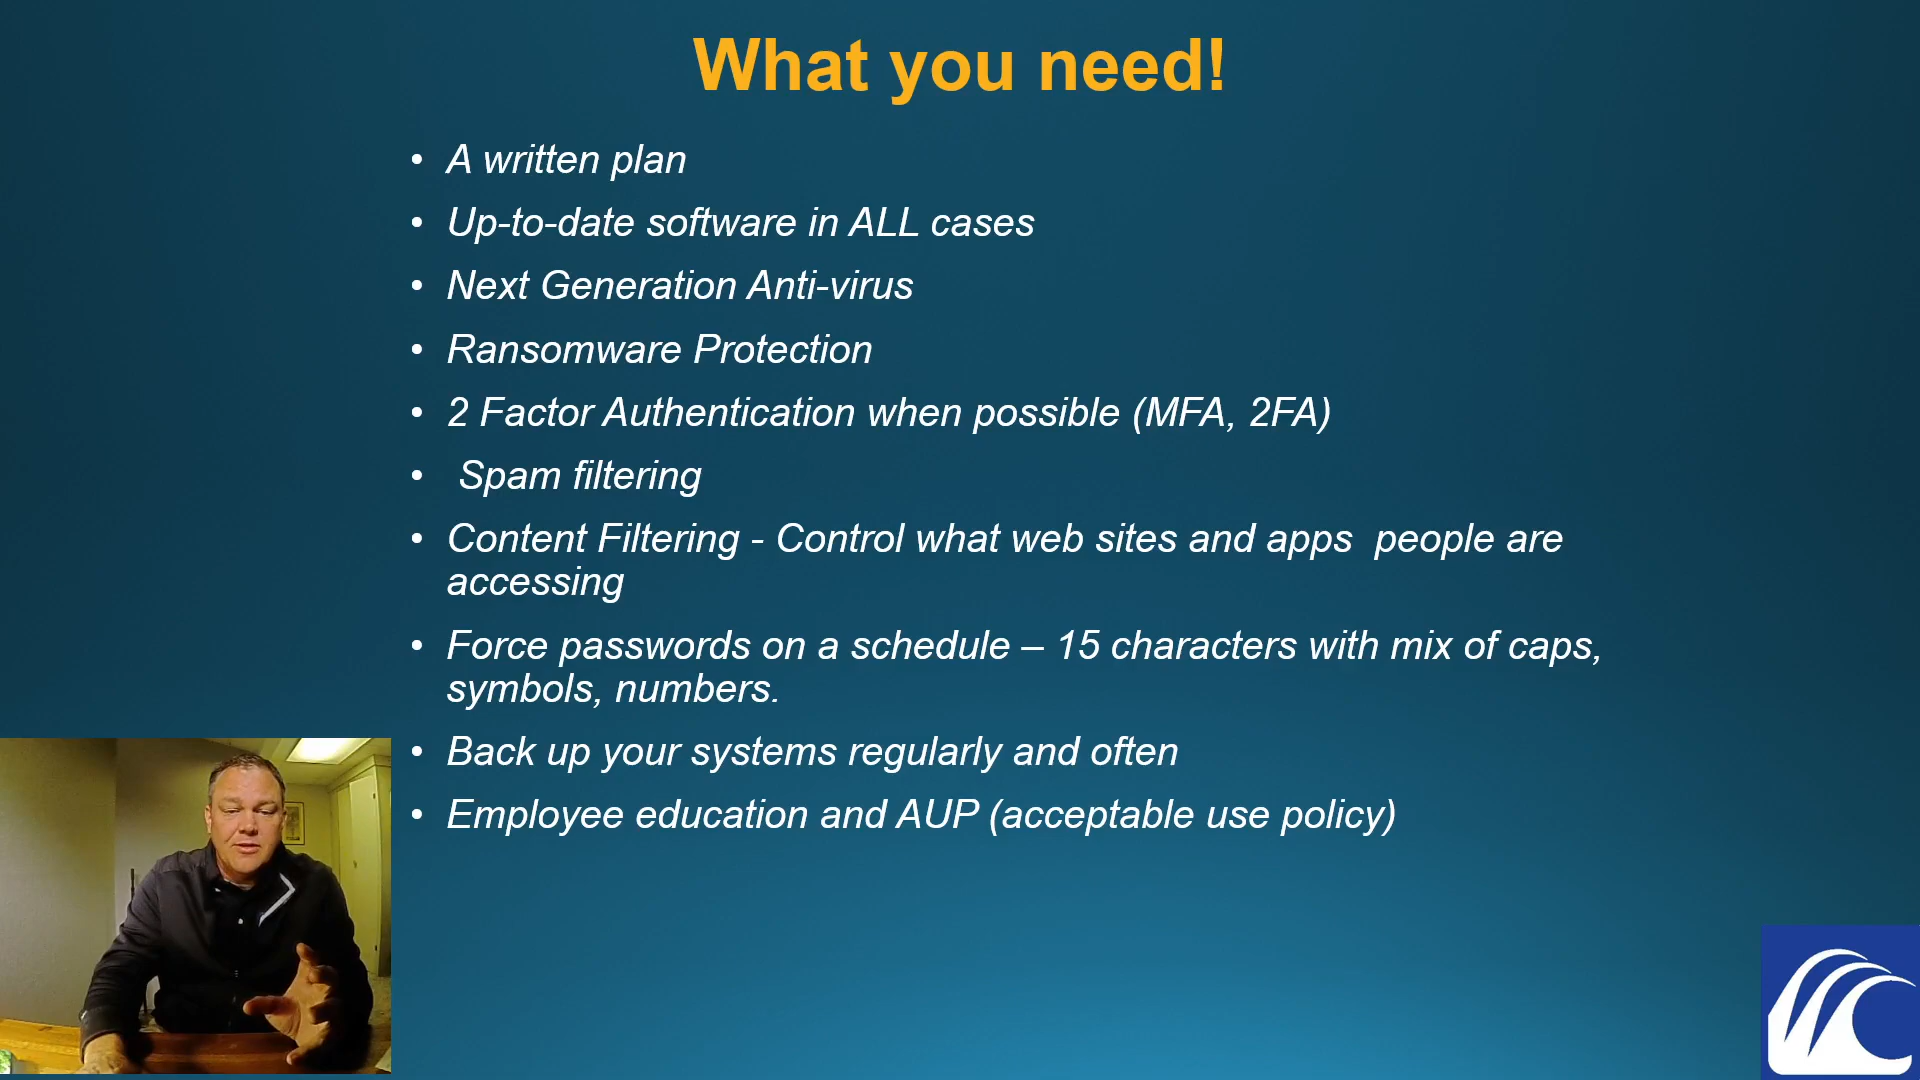 What you need!
• A written plan
• Up-to-date software in ALL cases
• Next Generation Anti-virus
• Ransomware Protection
• 2 Factor Authentication when possible (MFA, 2FA)
• Spam filtering
• Content Filtering - Control what web sites and apps  people are
accessing
• Force passwords on a schedule – 15 characters with mix of caps,
symbols, numbers.
• Back up your systems regularly and often
• Employee education and AUP (acceptable use policy)